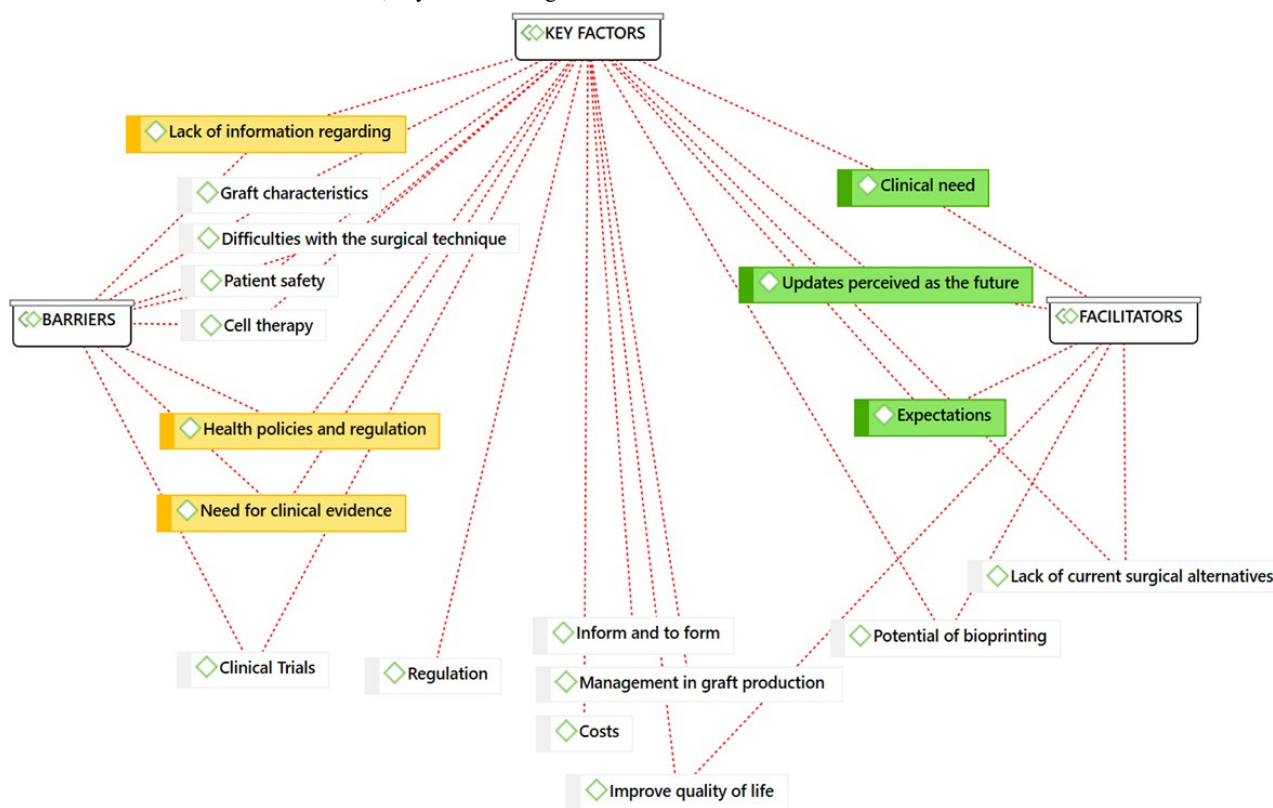 KEY FACTORS
Lack of information regarding
Clinical need
Graft characteristics
Difficulties with the surgical technique
Patient safety
Updates perceived as the future
BARRIERS
Cell therapy
FACILITATORS
Health policies and regulation
Expectations
Need for clinical evidence
Lack of current surgical alternatives
Inform and to form
Potential of bioprinting
Clinical Trials
Regulation
Management in graft production
Costs
Improve quality of life